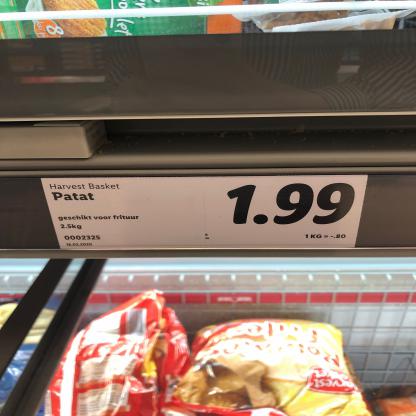 Harvest Basket
Patat
geschikt voor frituur
2.5kg
0002325
1.99
1 KG = -.80